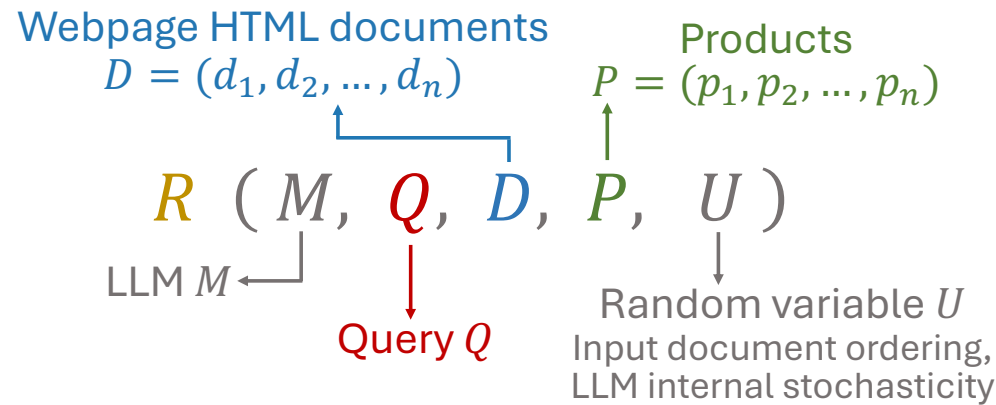 Webpage HTML documents
D = (d₁, d₂, ..., dₙ)
Products
P = (p₁, p₂, ..., pₙ)
R ( M, Q, D, P, U )
LLM M
Query Q
Random variable U
Input document ordering,
LLM internal stochasticity